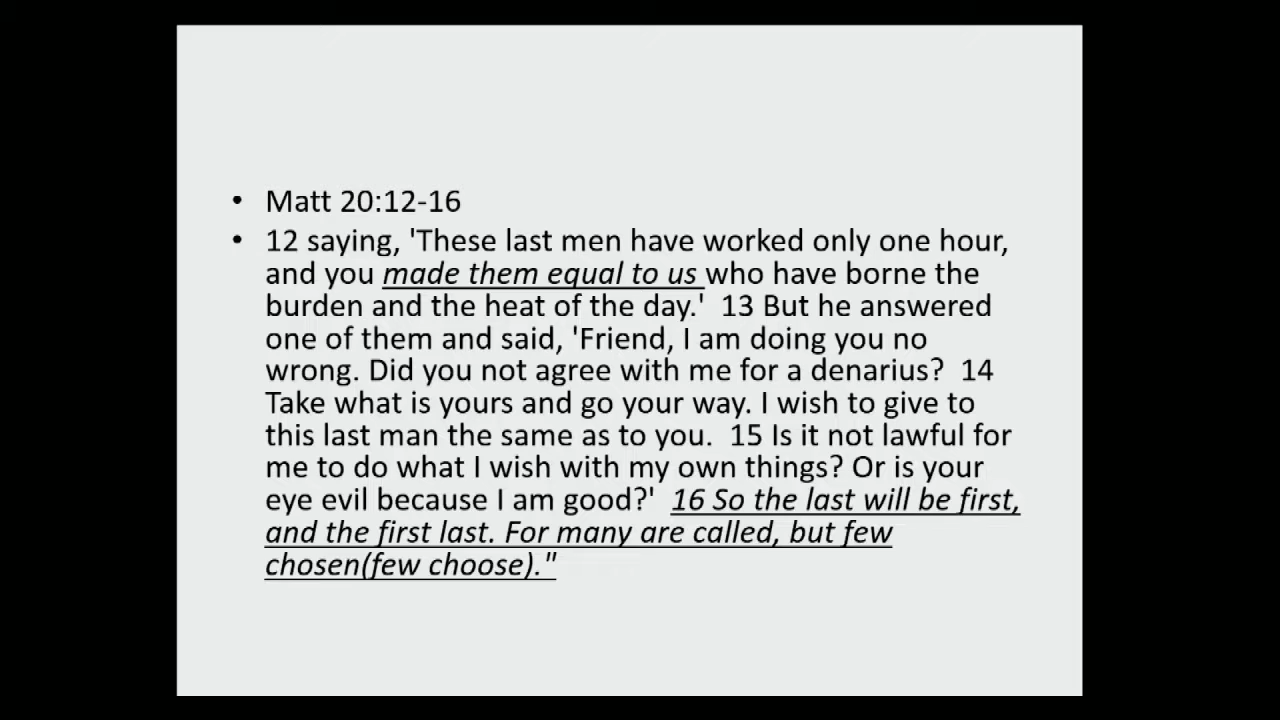 • Matt 20:12-16
• 12 saying, 'These last men have worked only one hour,
and you made them equal to us who have borne the
burden and the heat of the day.'  13 But he answered
one of them and said, 'Friend, I am doing you no
wrong. Did you not agree with me for a denarius?  14
Take what is yours and go your way. I wish to give to
this last man the same as to you.  15 Is it not lawful for
me to do what I wish with my own things? Or is your
eye evil because I am good?'  16 So the last will be first,
and the first last. For many are called, but few
chosen(few choose)."